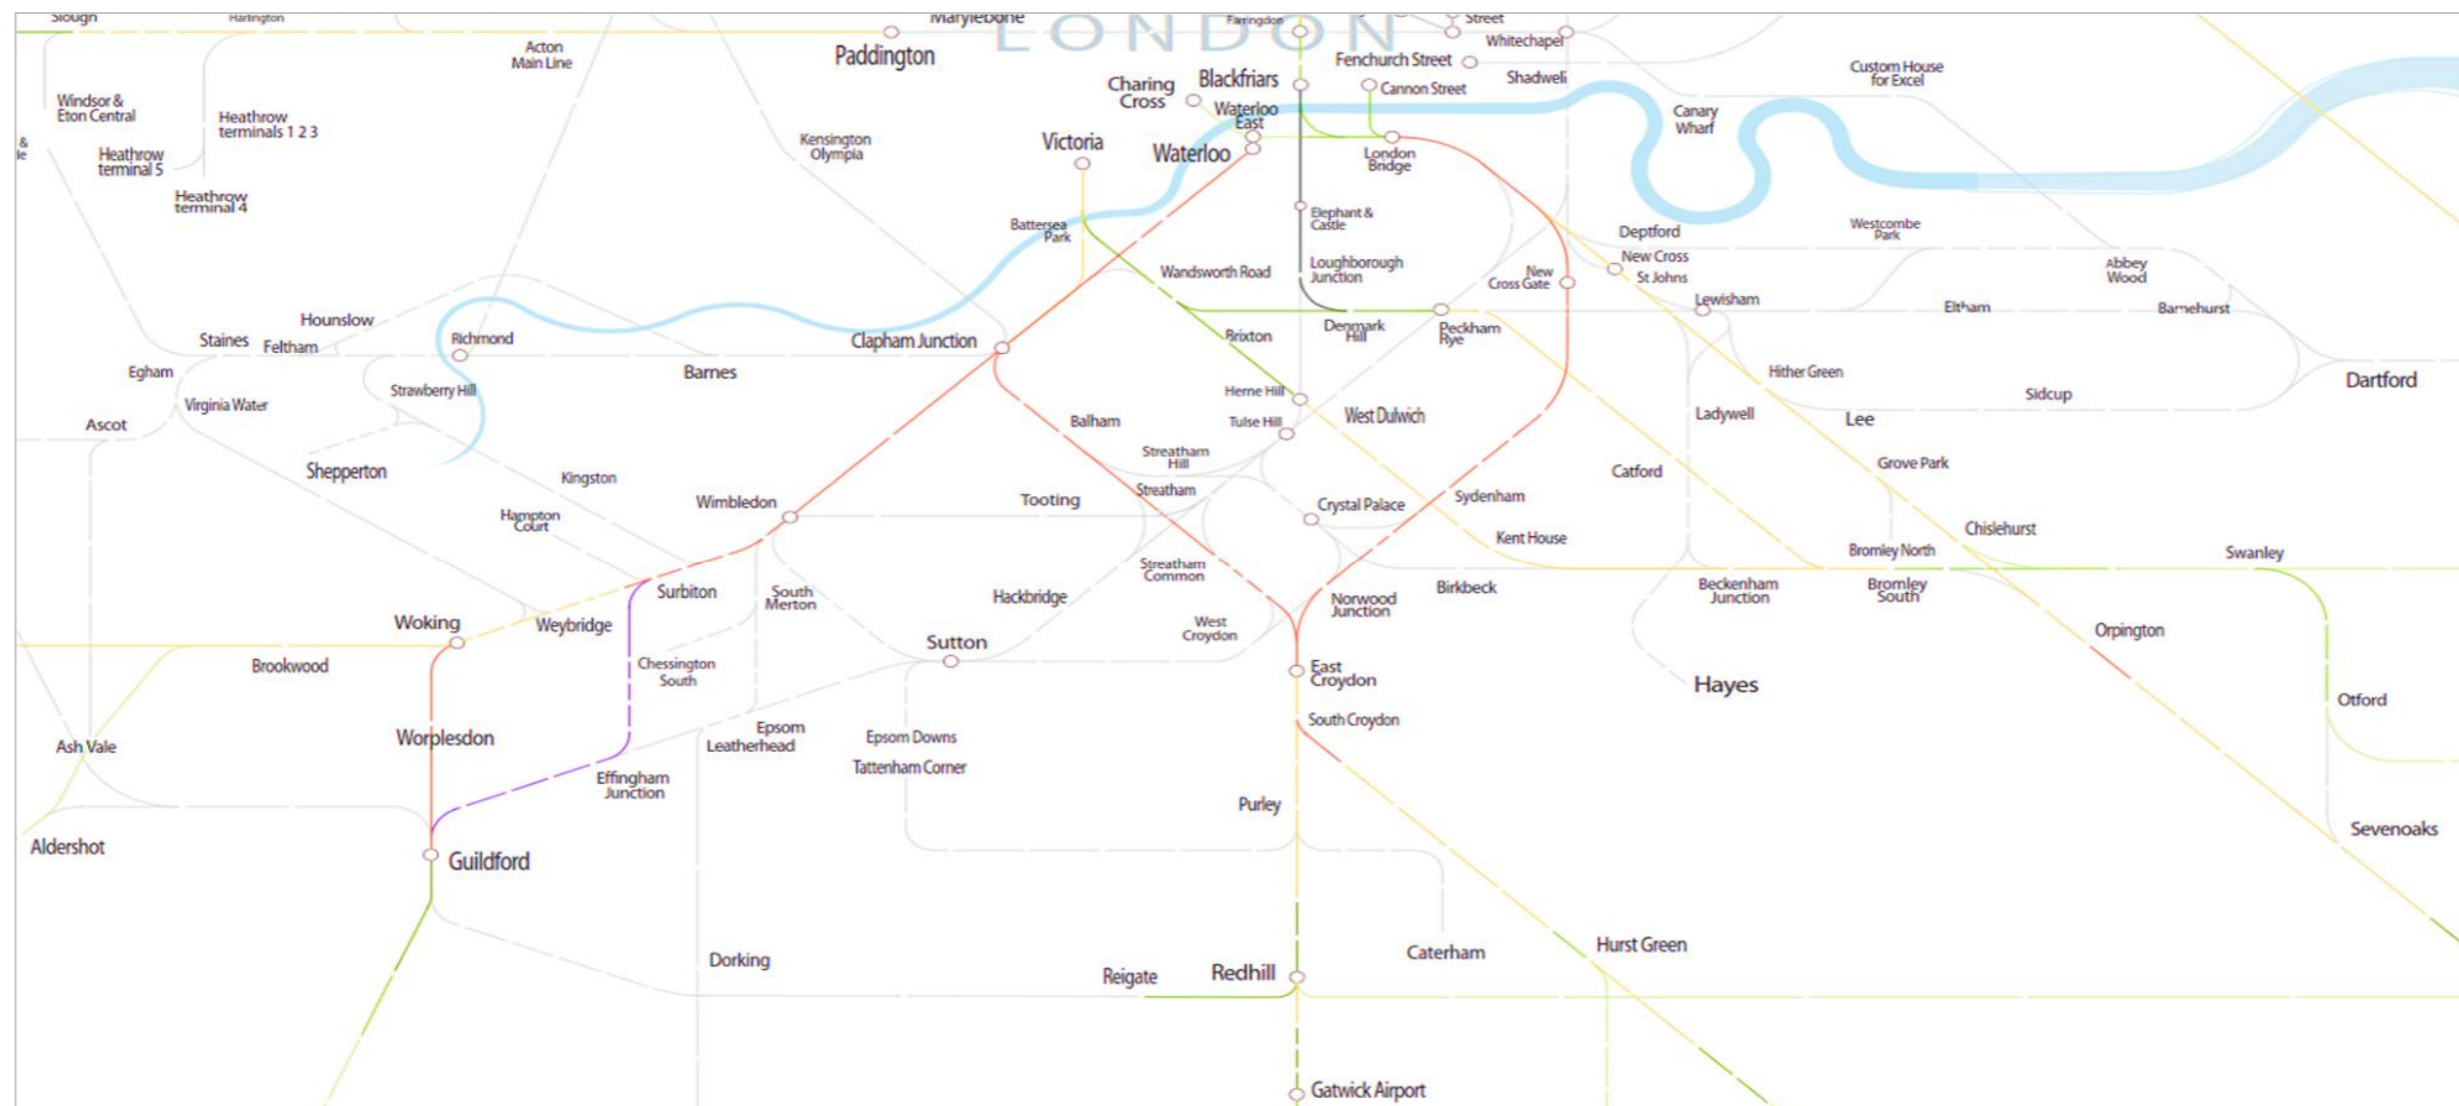 Slough
Harlington
Marylebone
LONDON
Farringdon
Street
Whitechapel
Acton
Main Line
Paddington
Fenchurch Street
Blackfriars
Charing
Cross
Cannon Street
Shadwell
Custom House
for Excel
Windsor &
Eton Central
Heathrow
terminals 1 2 3
Waterloo
East
Canary
Wharf
&
le
Heathrow
terminal 5
Kensington
Olympia
Victoria
Waterloo
London
Bridge
Heathrow
terminal 4
Battersea
Park
Elephant &
Castle
Deptford
Westcombe
Park
New Cross
St Johns
Wandsworth Road
Loughborough
Junction
New
Cross Gate
Abbey
Wood
Lewisham
Eltham
Barnehurst
Hounslow
Staines
Feltham
Richmond
Clapham Junction
Brixton
Denmark
Hill
Peckham
Rye
Egham
Strawberry Hill
Barnes
Hither Green
Dartford
Virginia Water
Herne Hill
Sidcup
Ascot
Balham
Tulse Hill
West Dulwich
Ladywell
Lee
Shepperton
Kingston
Streatham
Hill
Catford
Grove Park
Wimbledon
Tooting
Streatham
Crystal Palace
Sydenham
Hampton
Court
Kent House
Chislehurst
Bromley North
Swanley
Surbiton
South
Merton
Hackbridge
Streatham
Common
Norwood
Junction
Birkbeck
Beckenham
Junction
Bromley
South
Woking
Weybridge
Sutton
West
Croydon
Orpington
Brookwood
Chessington
South
East
Croydon
Hayes
Otford
Ash Vale
Worplesdon
Epsom
Leatherhead
Epsom Downs
South Croydon
Tattenham Corner
Effingham
Junction
Purley
Aldershot
Guildford
Sevenoaks
Dorking
Reigate
Redhill
Caterham
Hurst Green
Gatwick Airport